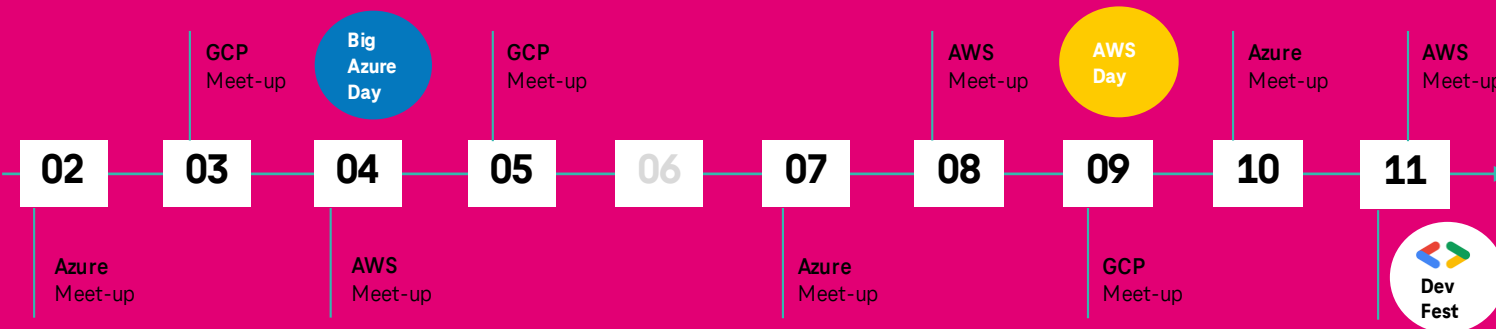 GCP
Meet-up
Big
Azure
Day
GCP
Meet-up
AWS
Meet-up
AWS
Day
Azure
Meet-up
AWS
Meet-up
02
03
04
05
06
07
08
09
10
11
Azure
Meet-up
AWS
Meet-up
Azure
Meet-up
GCP
Meet-up
Dev
Fest